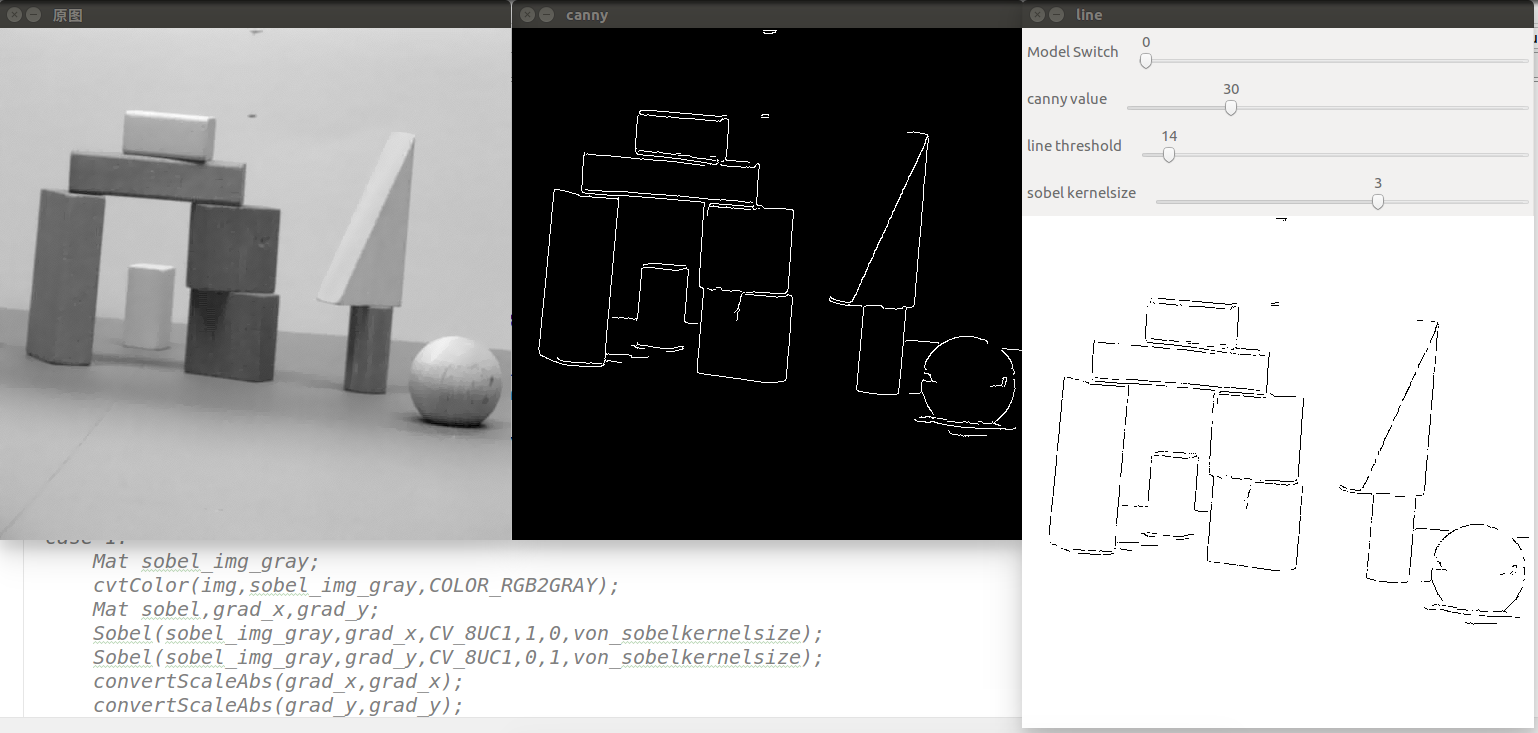 原图
canny
line
Model Switch
0
canny value
30
line threshold
14
sobel kernelsize
3
case 1:
Mat sobel_img_gray;
cvtColor(img,sobel_img_gray,COLOR_RGB2GRAY);
Mat sobel,grad_x,grad_y;
Sobel(sobel_img_gray,grad_x,CV_8UC1,1,0,von_sobelkernelsize);
Sobel(sobel_img_gray,grad_y,CV_8UC1,0,1,von_sobelkernelsize);
convertScaleAbs(grad_x,grad_x);
convertScaleAbs(grad_y,grad_y);